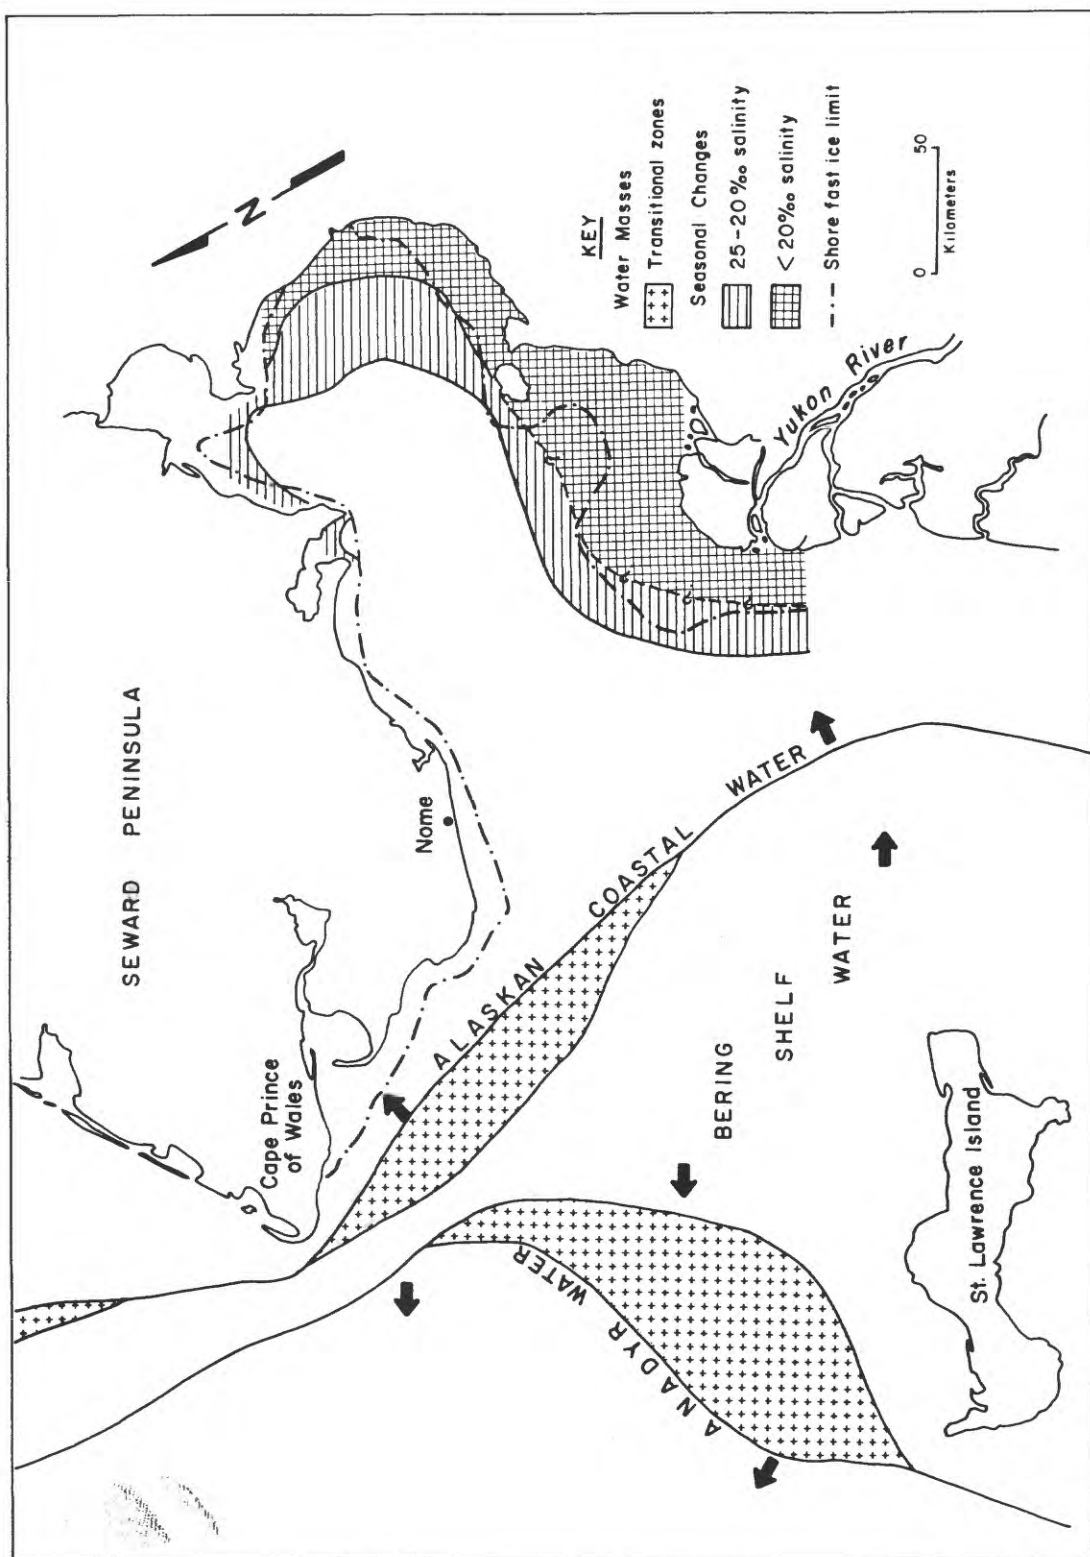 SEWARD PENINSULA
Cape Prince
of Wales
Nome
N
KEY
Water Masses
Transitional zones
Seasonal Changes
25-20‰ salinity
<20‰ salinity
Shore fast ice limit
0 50
Kilometers
Yukon River
ALASKAN COASTAL WATER
BERING
SHELF
WATER
ANADYR WATER
St. Lawrence Island